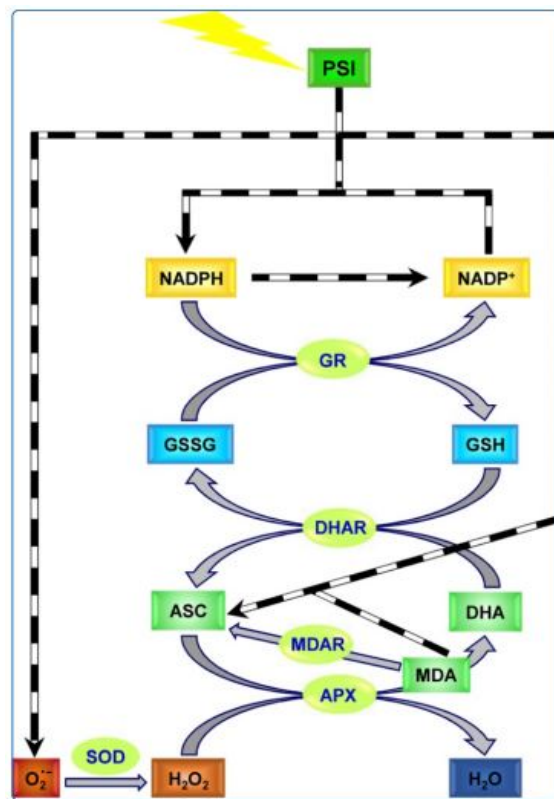 PSI
NADPH
NADP⁺
GR
GSSG
GSH
DHAR
ASC
DHA
MDAR
MDA
APX
SOD
O₂•−
H₂O₂
H₂O